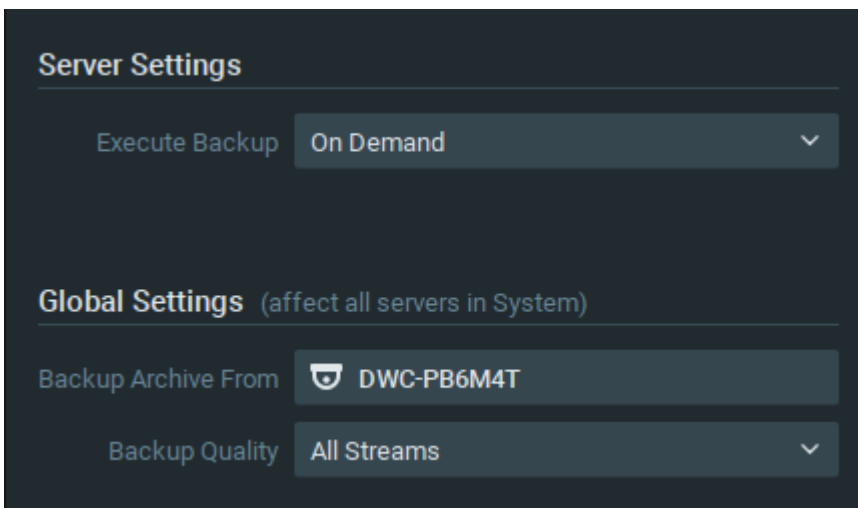 Server Settings
Execute Backup On Demand
Global Settings (affect all servers in System)
Backup Archive From DWC-PB6M4T
Backup Quality All Streams